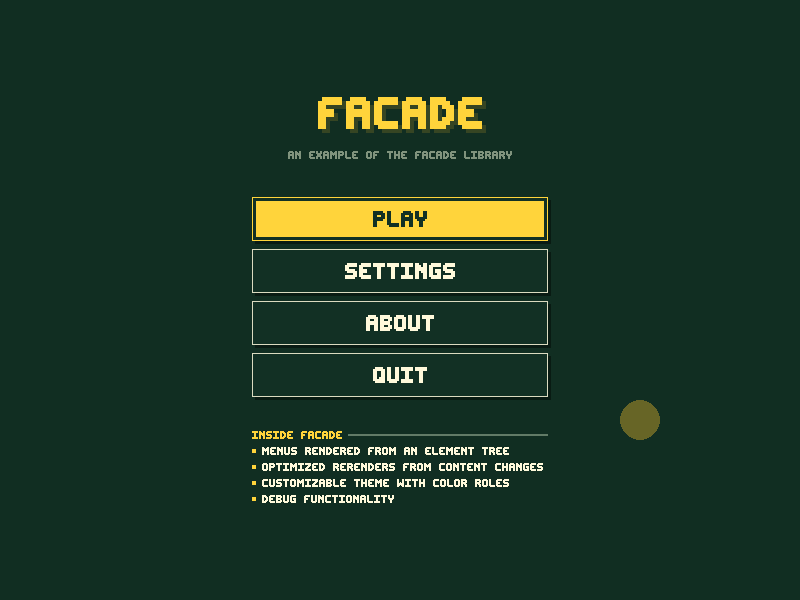 FACADE
AN EXAMPLE OF THE FACADE LIBRARY
PLAY
SETTINGS
ABOUT
QUIT
INSIDE FACADE
MENUS RENDERED FROM AN ELEMENT TREE
OPTIMIZED RERENDERS FROM CONTENT CHANGES
CUSTOMIZABLE THEME WITH COLOR ROLES
DEBUG FUNCTIONALITY